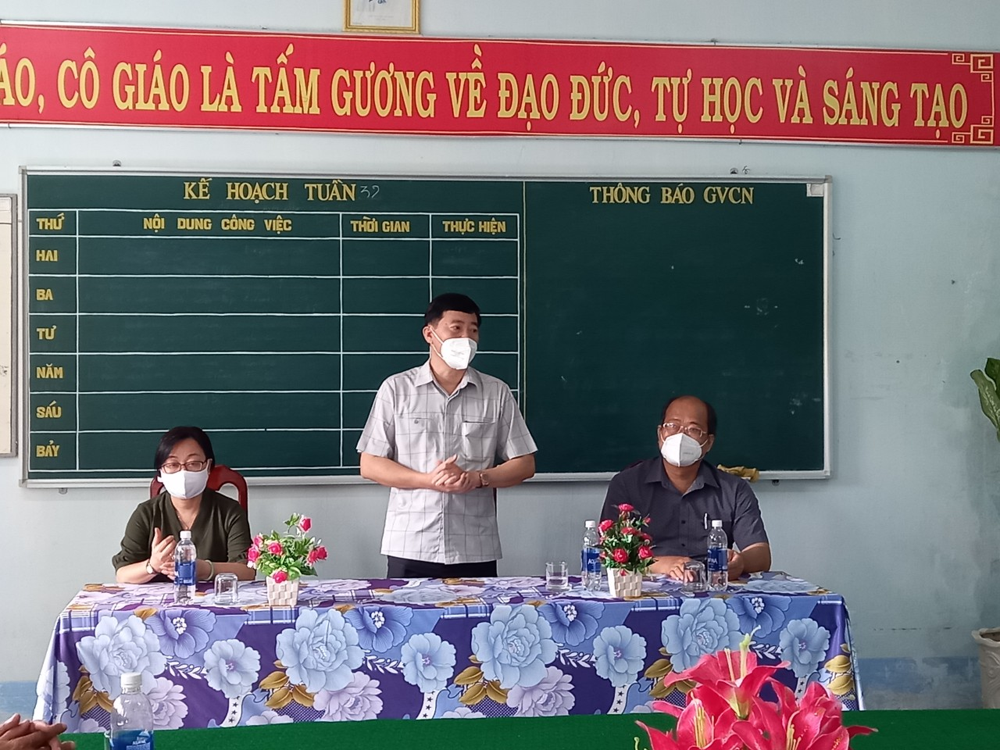 ÁO, CÔ GIÁO LÀ TẤM GƯƠNG VỀ ĐẠO ĐỨC, TỰ HỌC VÀ SÁNG TẠO
KẾ HOẠCH TUẦN 32
THÔNG BÁO GVCN
THỨ NỘI DUNG CÔNG VIỆC THỜI GIAN THỰC HIỆN
HAI
BA
TƯ
NĂM
SÁU
BẢY